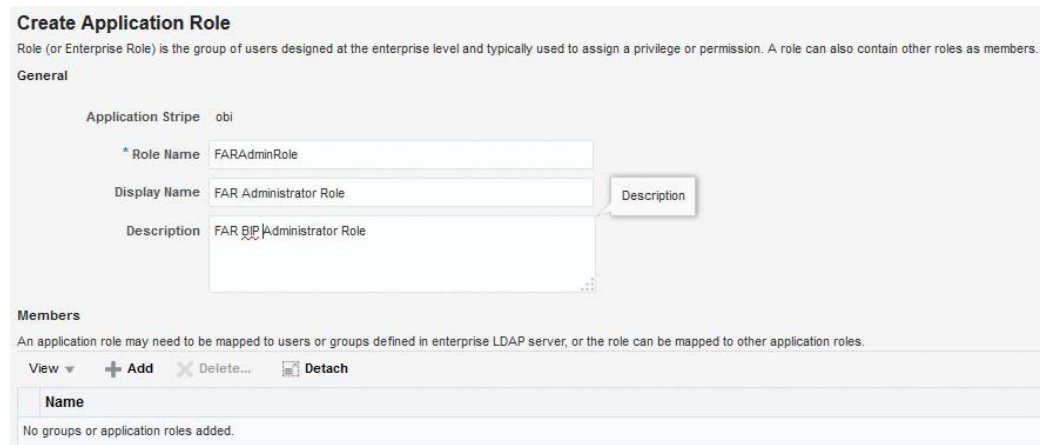 Create Application Role
Role (or Enterprise Role) is the group of users designed at the enterprise level and typically used to assign a privilege or permission. A role can also contain other roles as members.
General
Application Stripe obi
* Role Name FARAdminRole
Display Name FAR Administrator Role
Description
Description FAR BIP Administrator Role
Members
An application role may need to be mapped to users or groups defined in enterprise LDAP server, or the role can be mapped to other application roles.
View Add Delete... Detach
Name
No groups or application roles added.